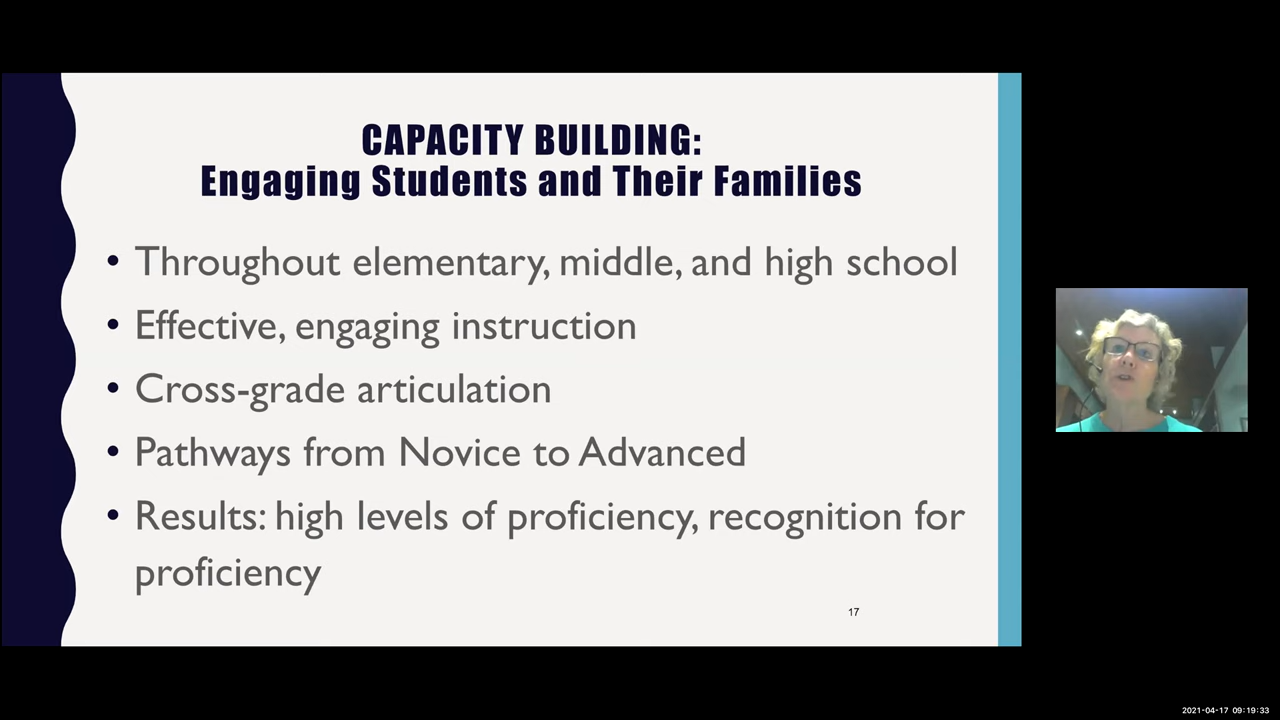 CAPACITY BUILDING:
Engaging Students and Their Families
• Throughout elementary, middle, and high school
• Effective, engaging instruction
• Cross-grade articulation
• Pathways from Novice to Advanced
• Results: high levels of proficiency, recognition for
proficiency
17
2021-04-17 09:19:33